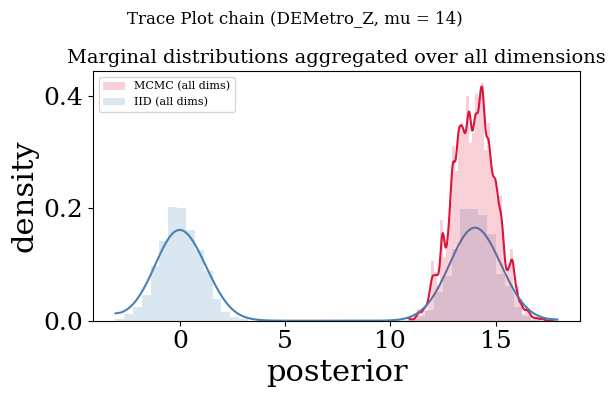 Trace Plot chain (DEMetro_Z, mu = 14)
Marginal distributions aggregated over all dimensions
MCMC (all dims)
IID (all dims)
density
0.4
0.2
0.0
0 5 10 15
posterior